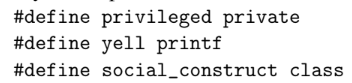 #define privileged private
#define yell printf
#define social_construct class